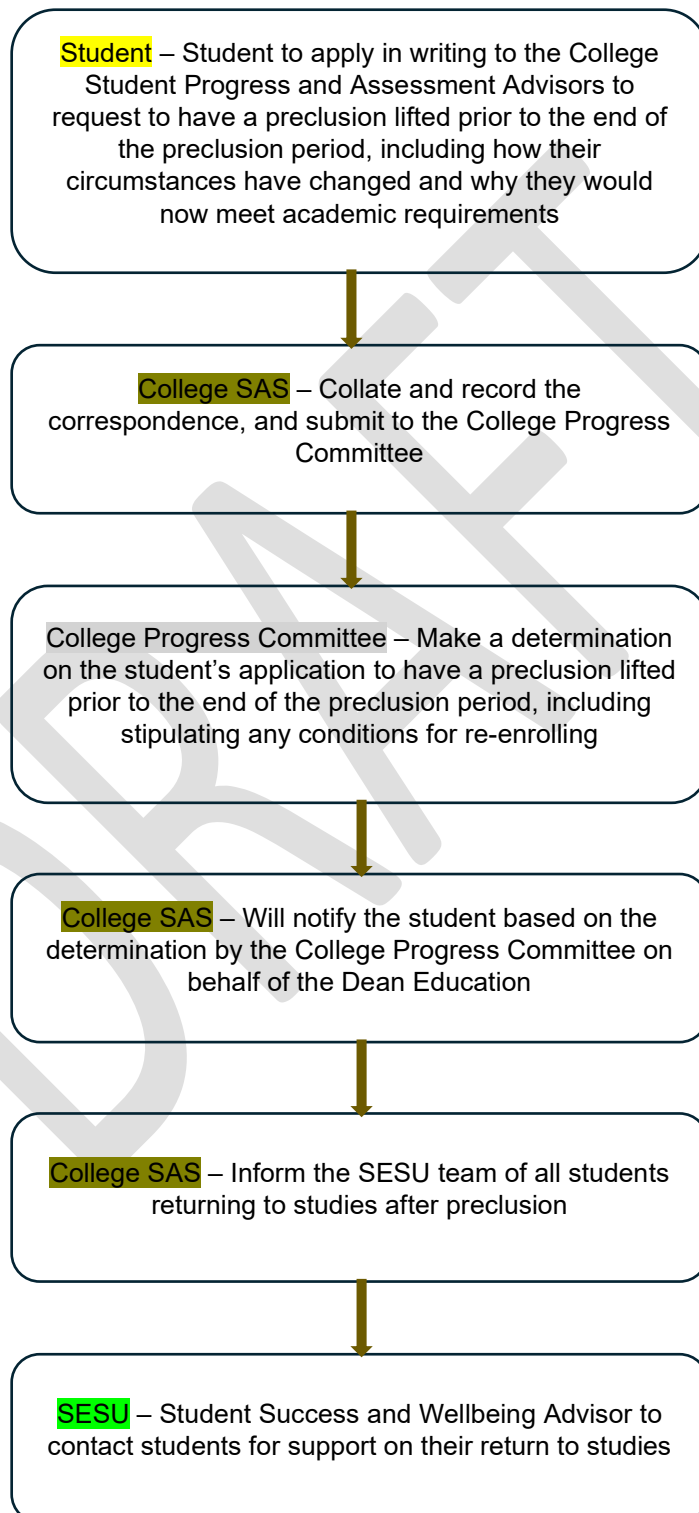 Student – Student to apply in writing to the College
Student Progress and Assessment Advisors to
request to have a preclusion lifted prior to the end of
the preclusion period, including how their
circumstances have changed and why they would
now meet academic requirements
College SAS – Collate and record the
correspondence, and submit to the College Progress
Committee
College Progress Committee – Make a determination
on the student’s application to have a preclusion lifted
prior to the end of the preclusion period, including
stipulating any conditions for re-enrolling
College SAS – Will notify the student based on the
determination by the College Progress Committee on
behalf of the Dean Education
College SAS – Inform the SESU team of all students
returning to studies after preclusion
SESU – Student Success and Wellbeing Advisor to
contact students for support on their return to studies
DRAFT